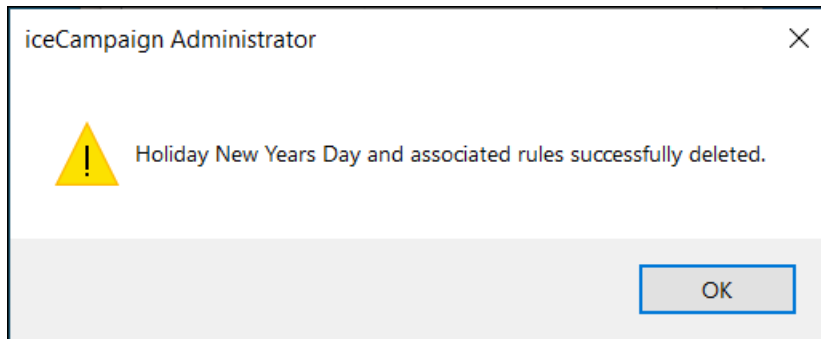 iceCampaign Administrator
Holiday New Years Day and associated rules successfully deleted.
OK